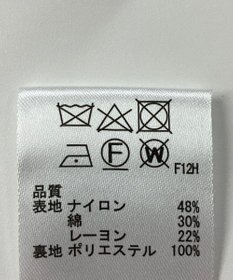 F W F12H
品質
表地 ナイロン 48%
綿 30%
レーヨン 22%
裏地 ポリエステル 100%